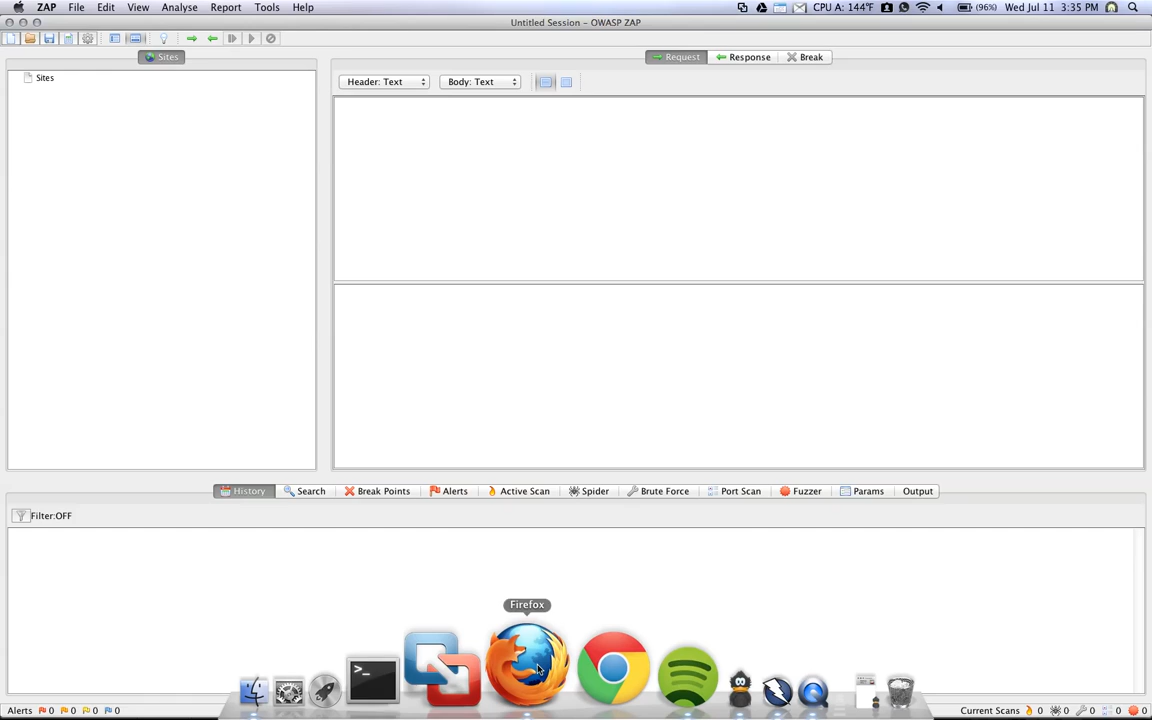 ZAP File Edit View Analyse Report Tools Help CPU A: 144°F (96%) Wed Jul 11 3:35 PM
Untitled Session - OWASP ZAP
Sites Request Response Break
Sites
Header: Text Body: Text
History Search Break Points Alerts Active Scan Spider Brute Force Port Scan Fuzzer Params Output
Filter:OFF
Firefox
>_
Alerts 0 0 0 0 Current Scans 0 0 0 0 0